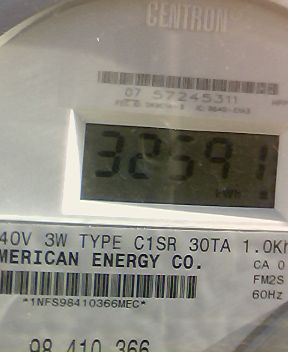 CENTRON
07 57245311
32591
kWh
40V 3W TYPE C1SR 30TA 1.0Kh
MERICAN ENERGY CO.
CA 0
FM2S
60Hz
*1NFS98410366MEC*
98 410 366